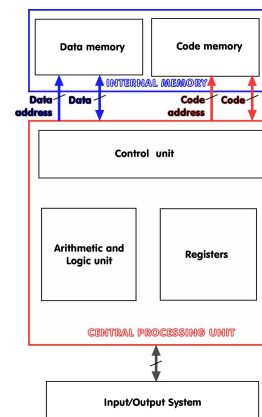 Data memory
Code memory
INTERNAL MEMORY
Data
address
Data
Code
address
Code
Control unit
Arithmetic and
Logic unit
Registers
CENTRAL PROCESSING UNIT
Input/Output System